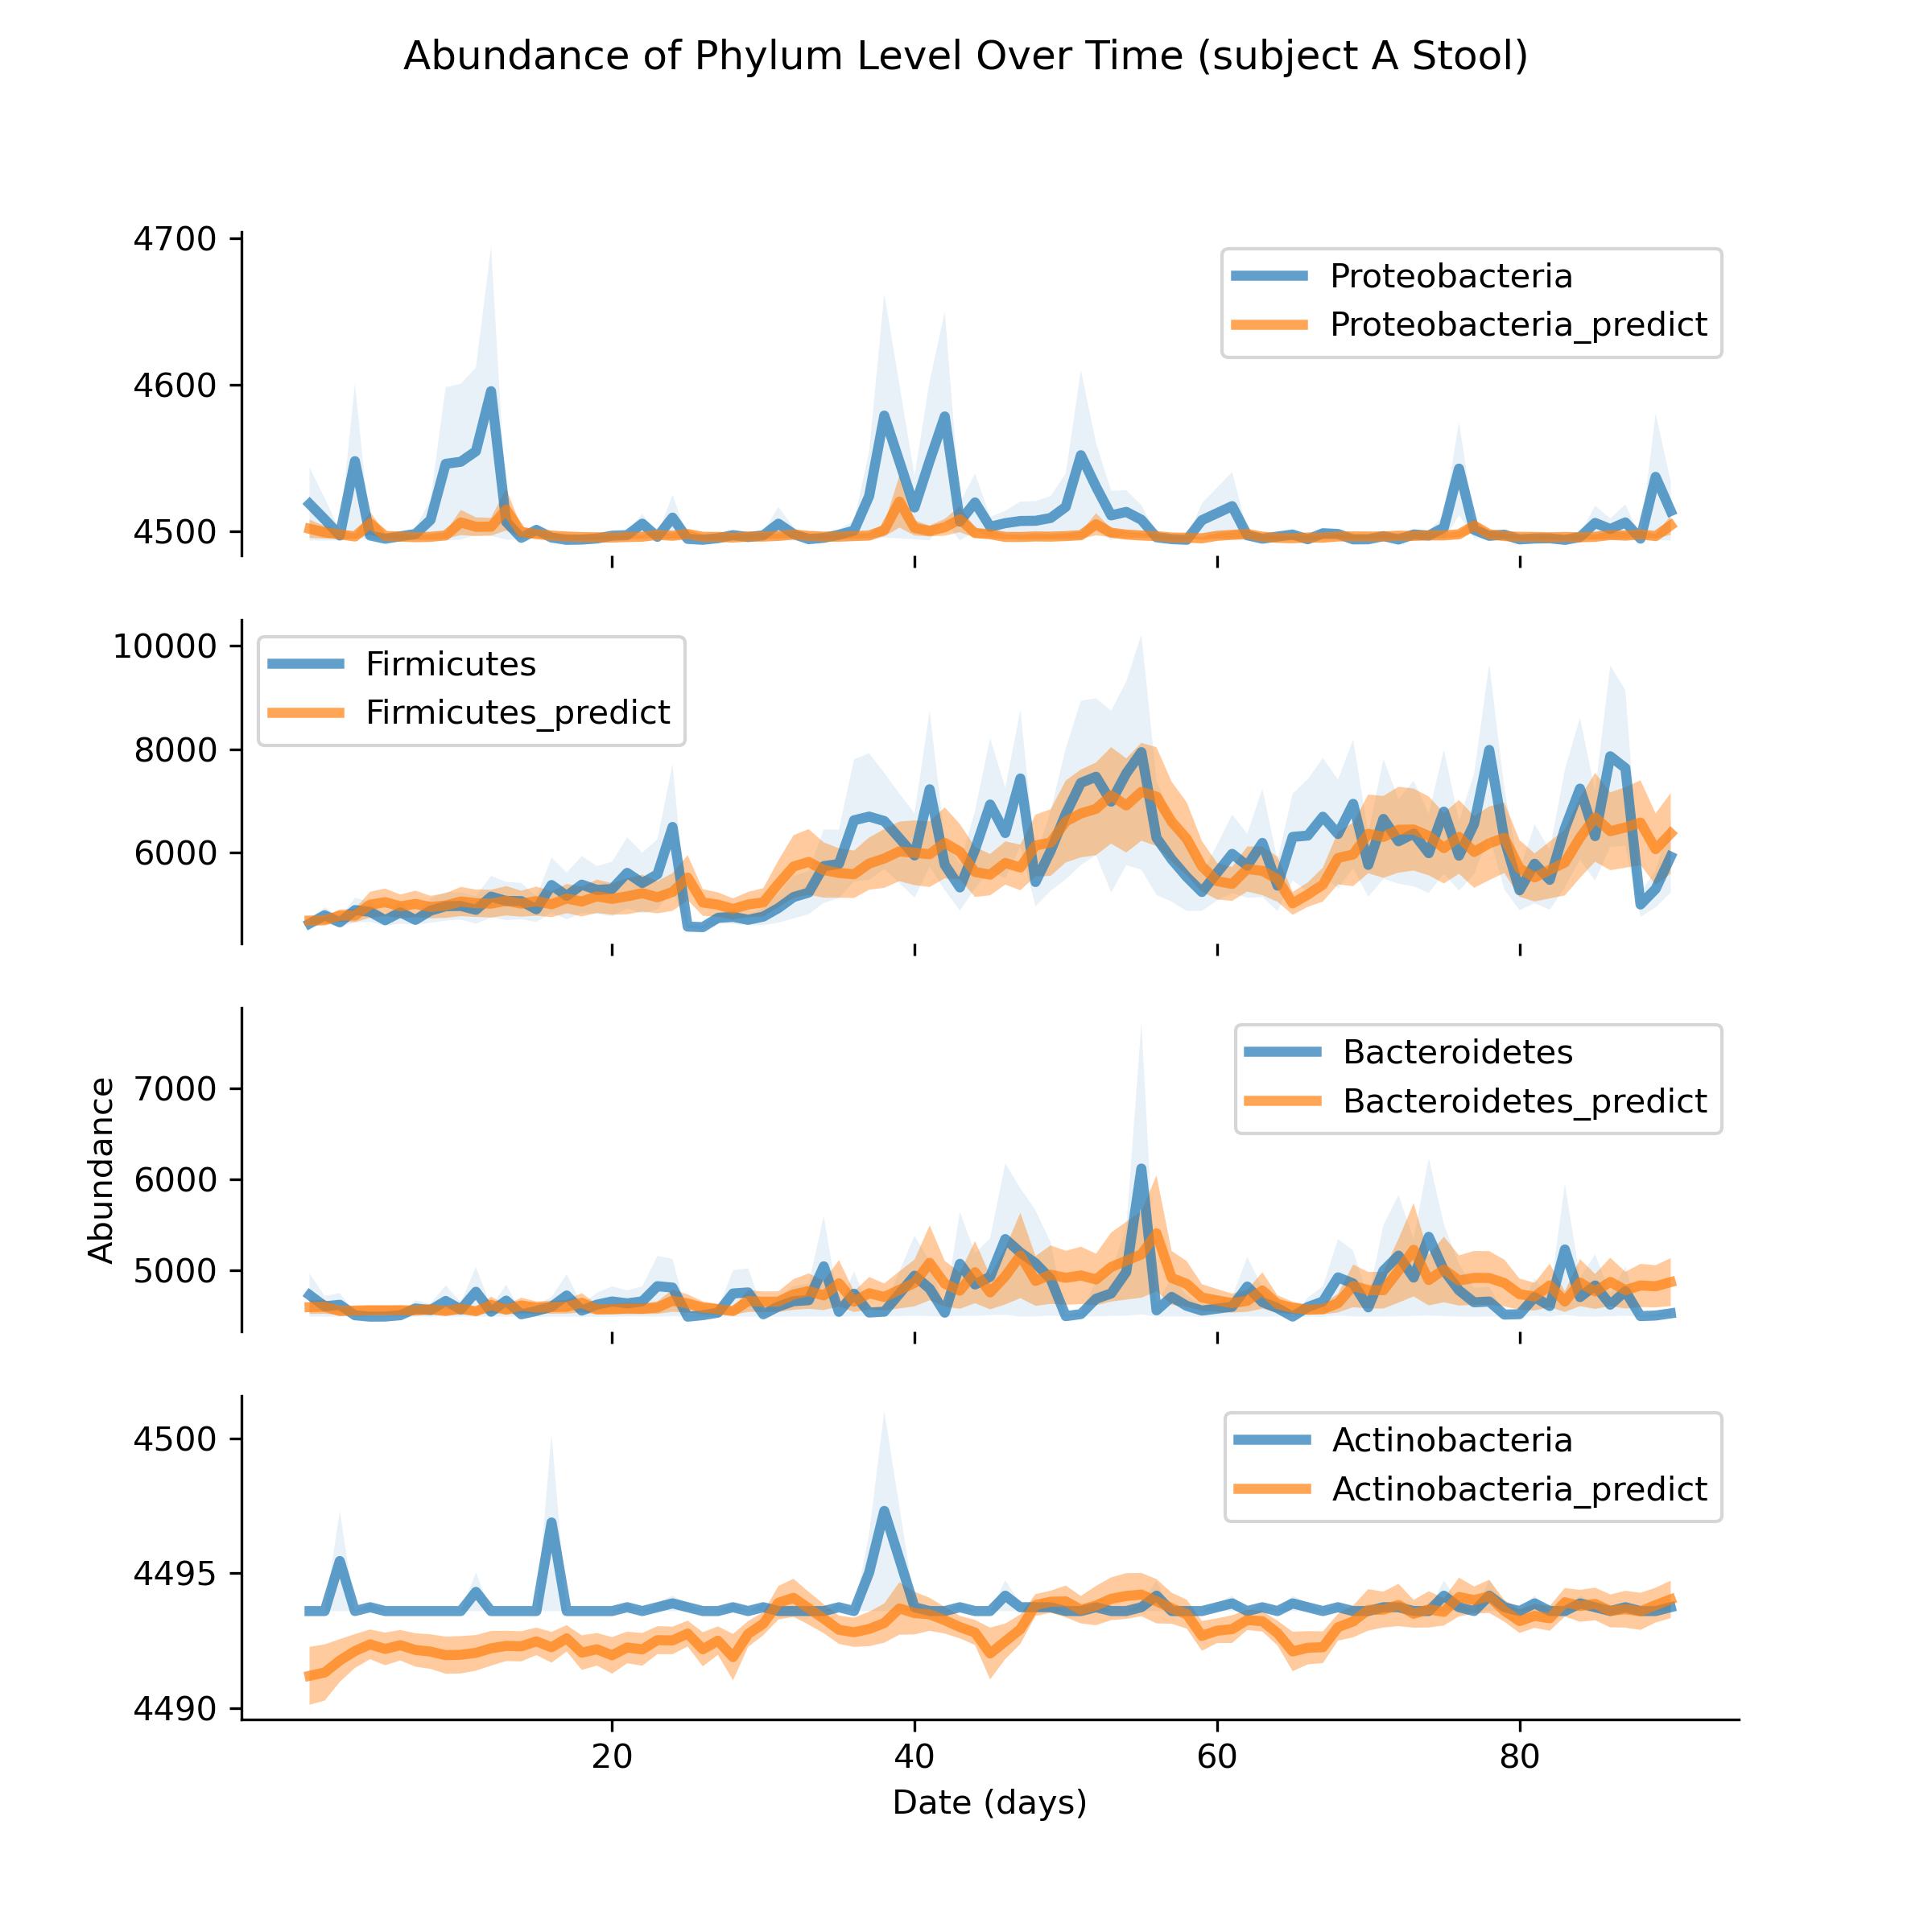 Abundance of Phylum Level Over Time (subject A Stool)
4700
4600
4500
Proteobacteria
Proteobacteria_predict
10000
8000
6000
Firmicutes
Firmicutes_predict
Abundance
7000
6000
5000
Bacteroidetes
Bacteroidetes_predict
4500
4495
4490
Actinobacteria
Actinobacteria_predict
20 40 60 80
Date (days)